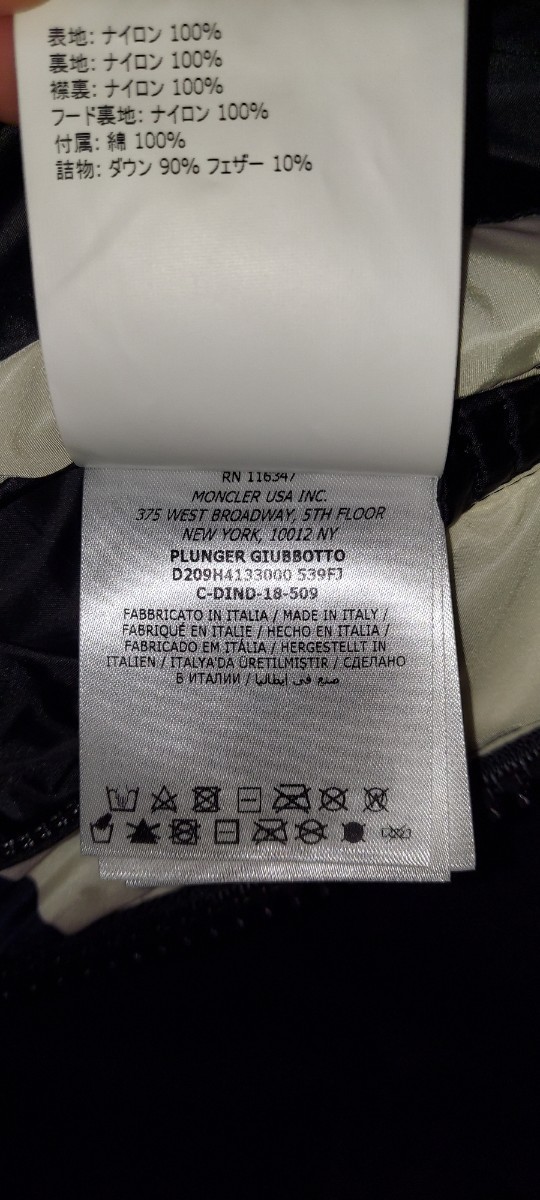 表地: ナイロン 100%
裏地: ナイロン 100%
襟裏: ナイロン 100%
フード裏地: ナイロン 100%
付属: 綿 100%
詰物: ダウン 90% フェザー 10%
RN 116347
MONCLER USA INC.
375 WEST BROADWAY, 5TH FLOOR
NEW YORK, 10012 NY
PLUNGER GIUBBOTTO
D209H4133000 539FJ
C-DIND-18-509
FABBRICATO IN ITALIA / MADE IN ITALY /
FABRIQUÉ EN ITALIE / HECHO EN ITALIA /
FABRICADO EM ITÁLIA / HERGESTELLT IN
ITALIEN / ITALYA'DA ÜRETILMISTIR / СДЕЛАНО
В ИТАЛИИ / صنع في إيطاليا